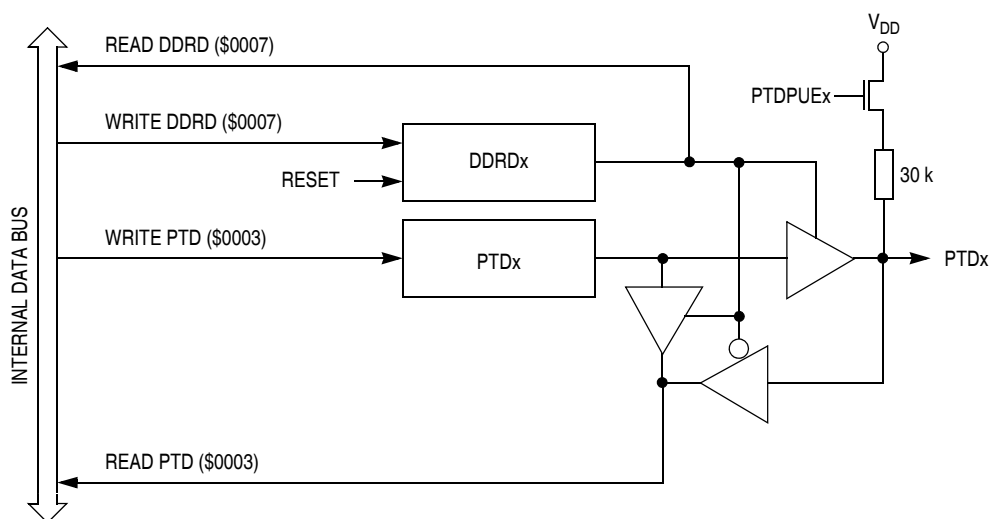 READ DDRD ($0007)
V_DD
PTDPUEx
WRITE DDRD ($0007)
DDRDx
RESET
30 k
WRITE PTD ($0003)
PTDx
PTDx
INTERNAL DATA BUS
READ PTD ($0003)